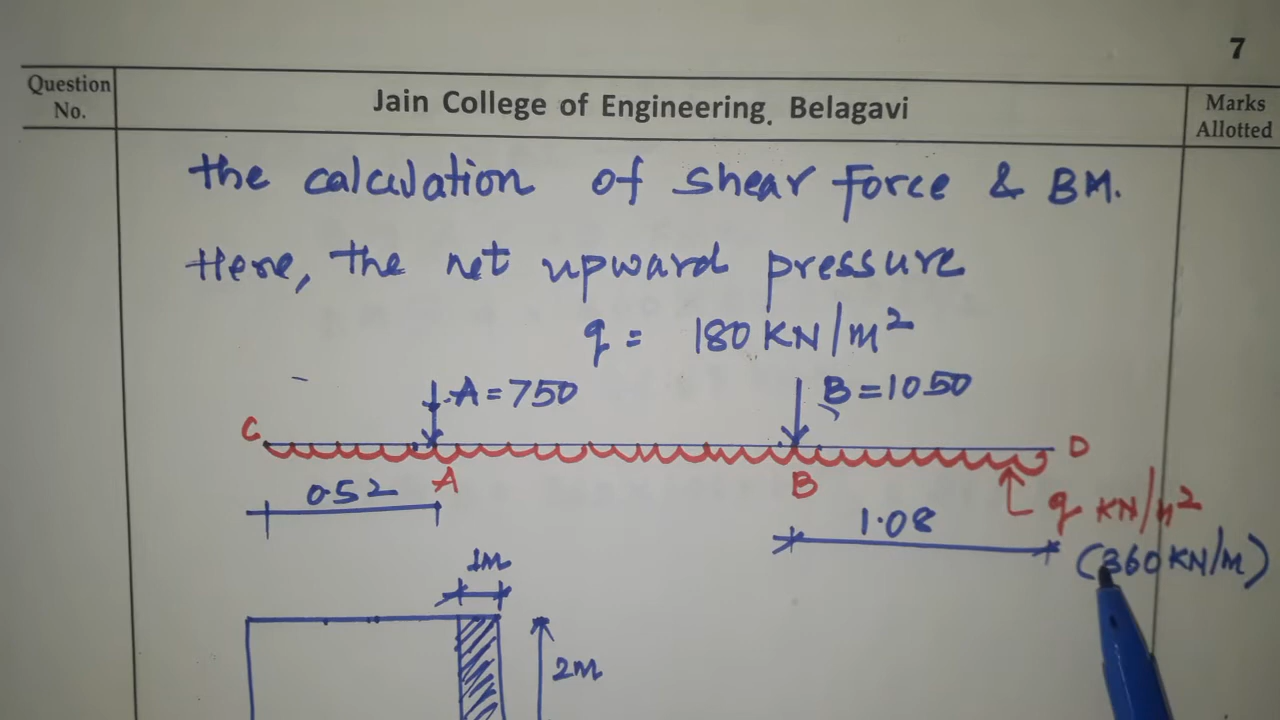 7
Question No.
Jain College of Engineering, Belagavi
Marks Allotted
the calculation of shear force & BM.
Here, the net upward pressure
q = 180 KN/m²
A = 750
B = 1050
C
D
A
B
0.52
1.08
q KN/m²
(360 KN/m)
1m
2m